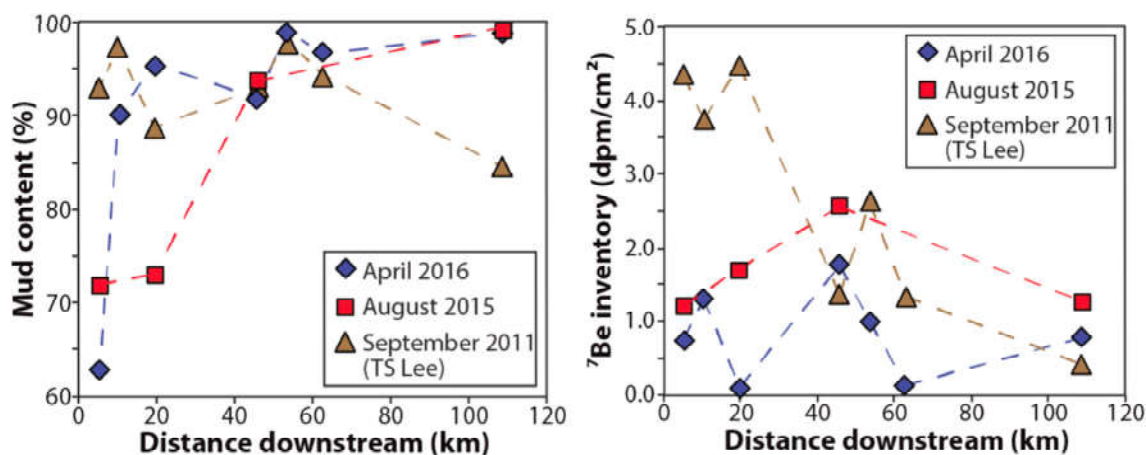 Mud content (%)
100
90
80
70
60
April 2016
August 2015
September 2011
(TS Lee)
0
20
40
60
80
100
120
Distance downstream (km)
⁷Be inventory (dpm/cm²)
5.0
4.0
3.0
2.0
1.0
0.0
April 2016
August 2015
September 2011
(TS Lee)
0
20
40
60
80
100
120
Distance downstream (km)